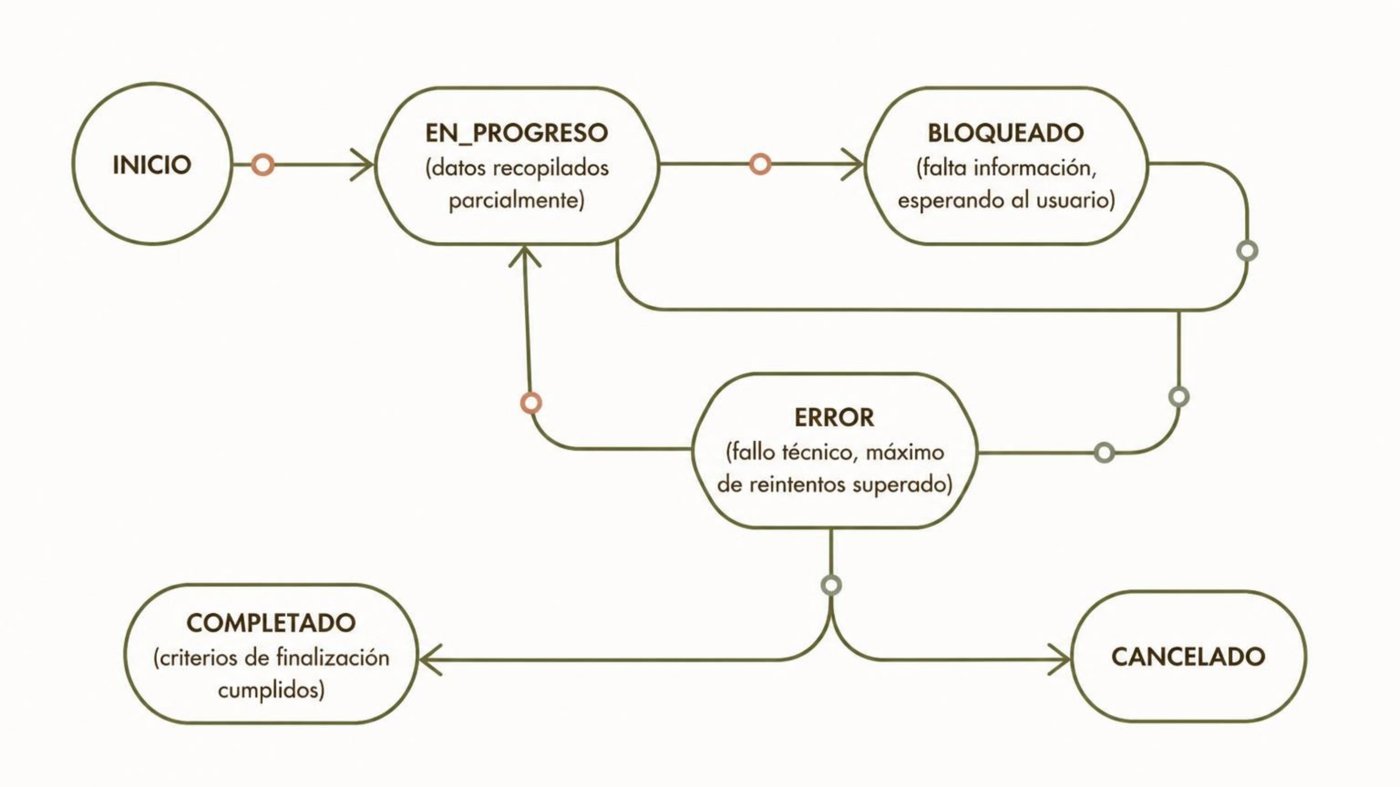 INICIO
EN_PROGRESO
(datos recopilados
parcialmente)
BLOQUEADO
(falta información,
esperando al usuario)
ERROR
(fallo técnico, máximo
de reintentos superado)
COMPLETADO
(criterios de finalización
cumplidos)
CANCELADO